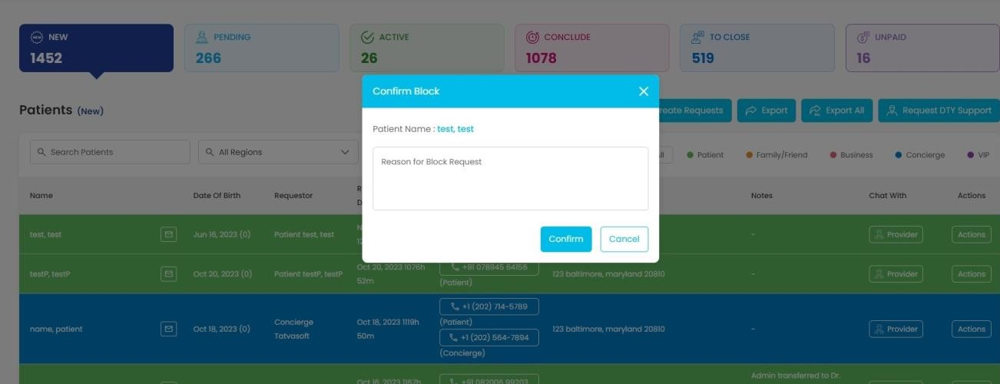 NEW
1452
PENDING
266
ACTIVE
26
CONCLUDE
1078
TO CLOSE
519
UNPAID
16
Confirm Block
Patients (New)
reate Requests
Export
Export All
Request DTY Support
Patient Name : test, test
Search Patients
All Regions
Reason for Block Request
Patient
Family/Friend
Business
Concierge
VIP
Name
Date Of Birth
Requestor
Notes
Chat With
Actions
test, test
Jun 16, 2023 (0)
Patient test, test
-
Provider
Actions
Confirm
Cancel
testP, testP
Oct 20, 2023 (0)
Patient testP, testP
Oct 20, 2023 1076h
52m
+91 078945 64156
(Patient)
123 baltimore, maryland 20810
-
Provider
Actions
name, patient
Oct 18, 2023 (0)
Concierge
Tatvasoft
Oct 18, 2023 1119h
50m
+1 (202) 714-5789
(Patient)
+1 (202) 564-7894
(Concierge)
123 baltimore, maryland 20810
-
Provider
Actions
Oct 16, 2023 1167h
+91 082006 99203
Admin transferred to Dr.